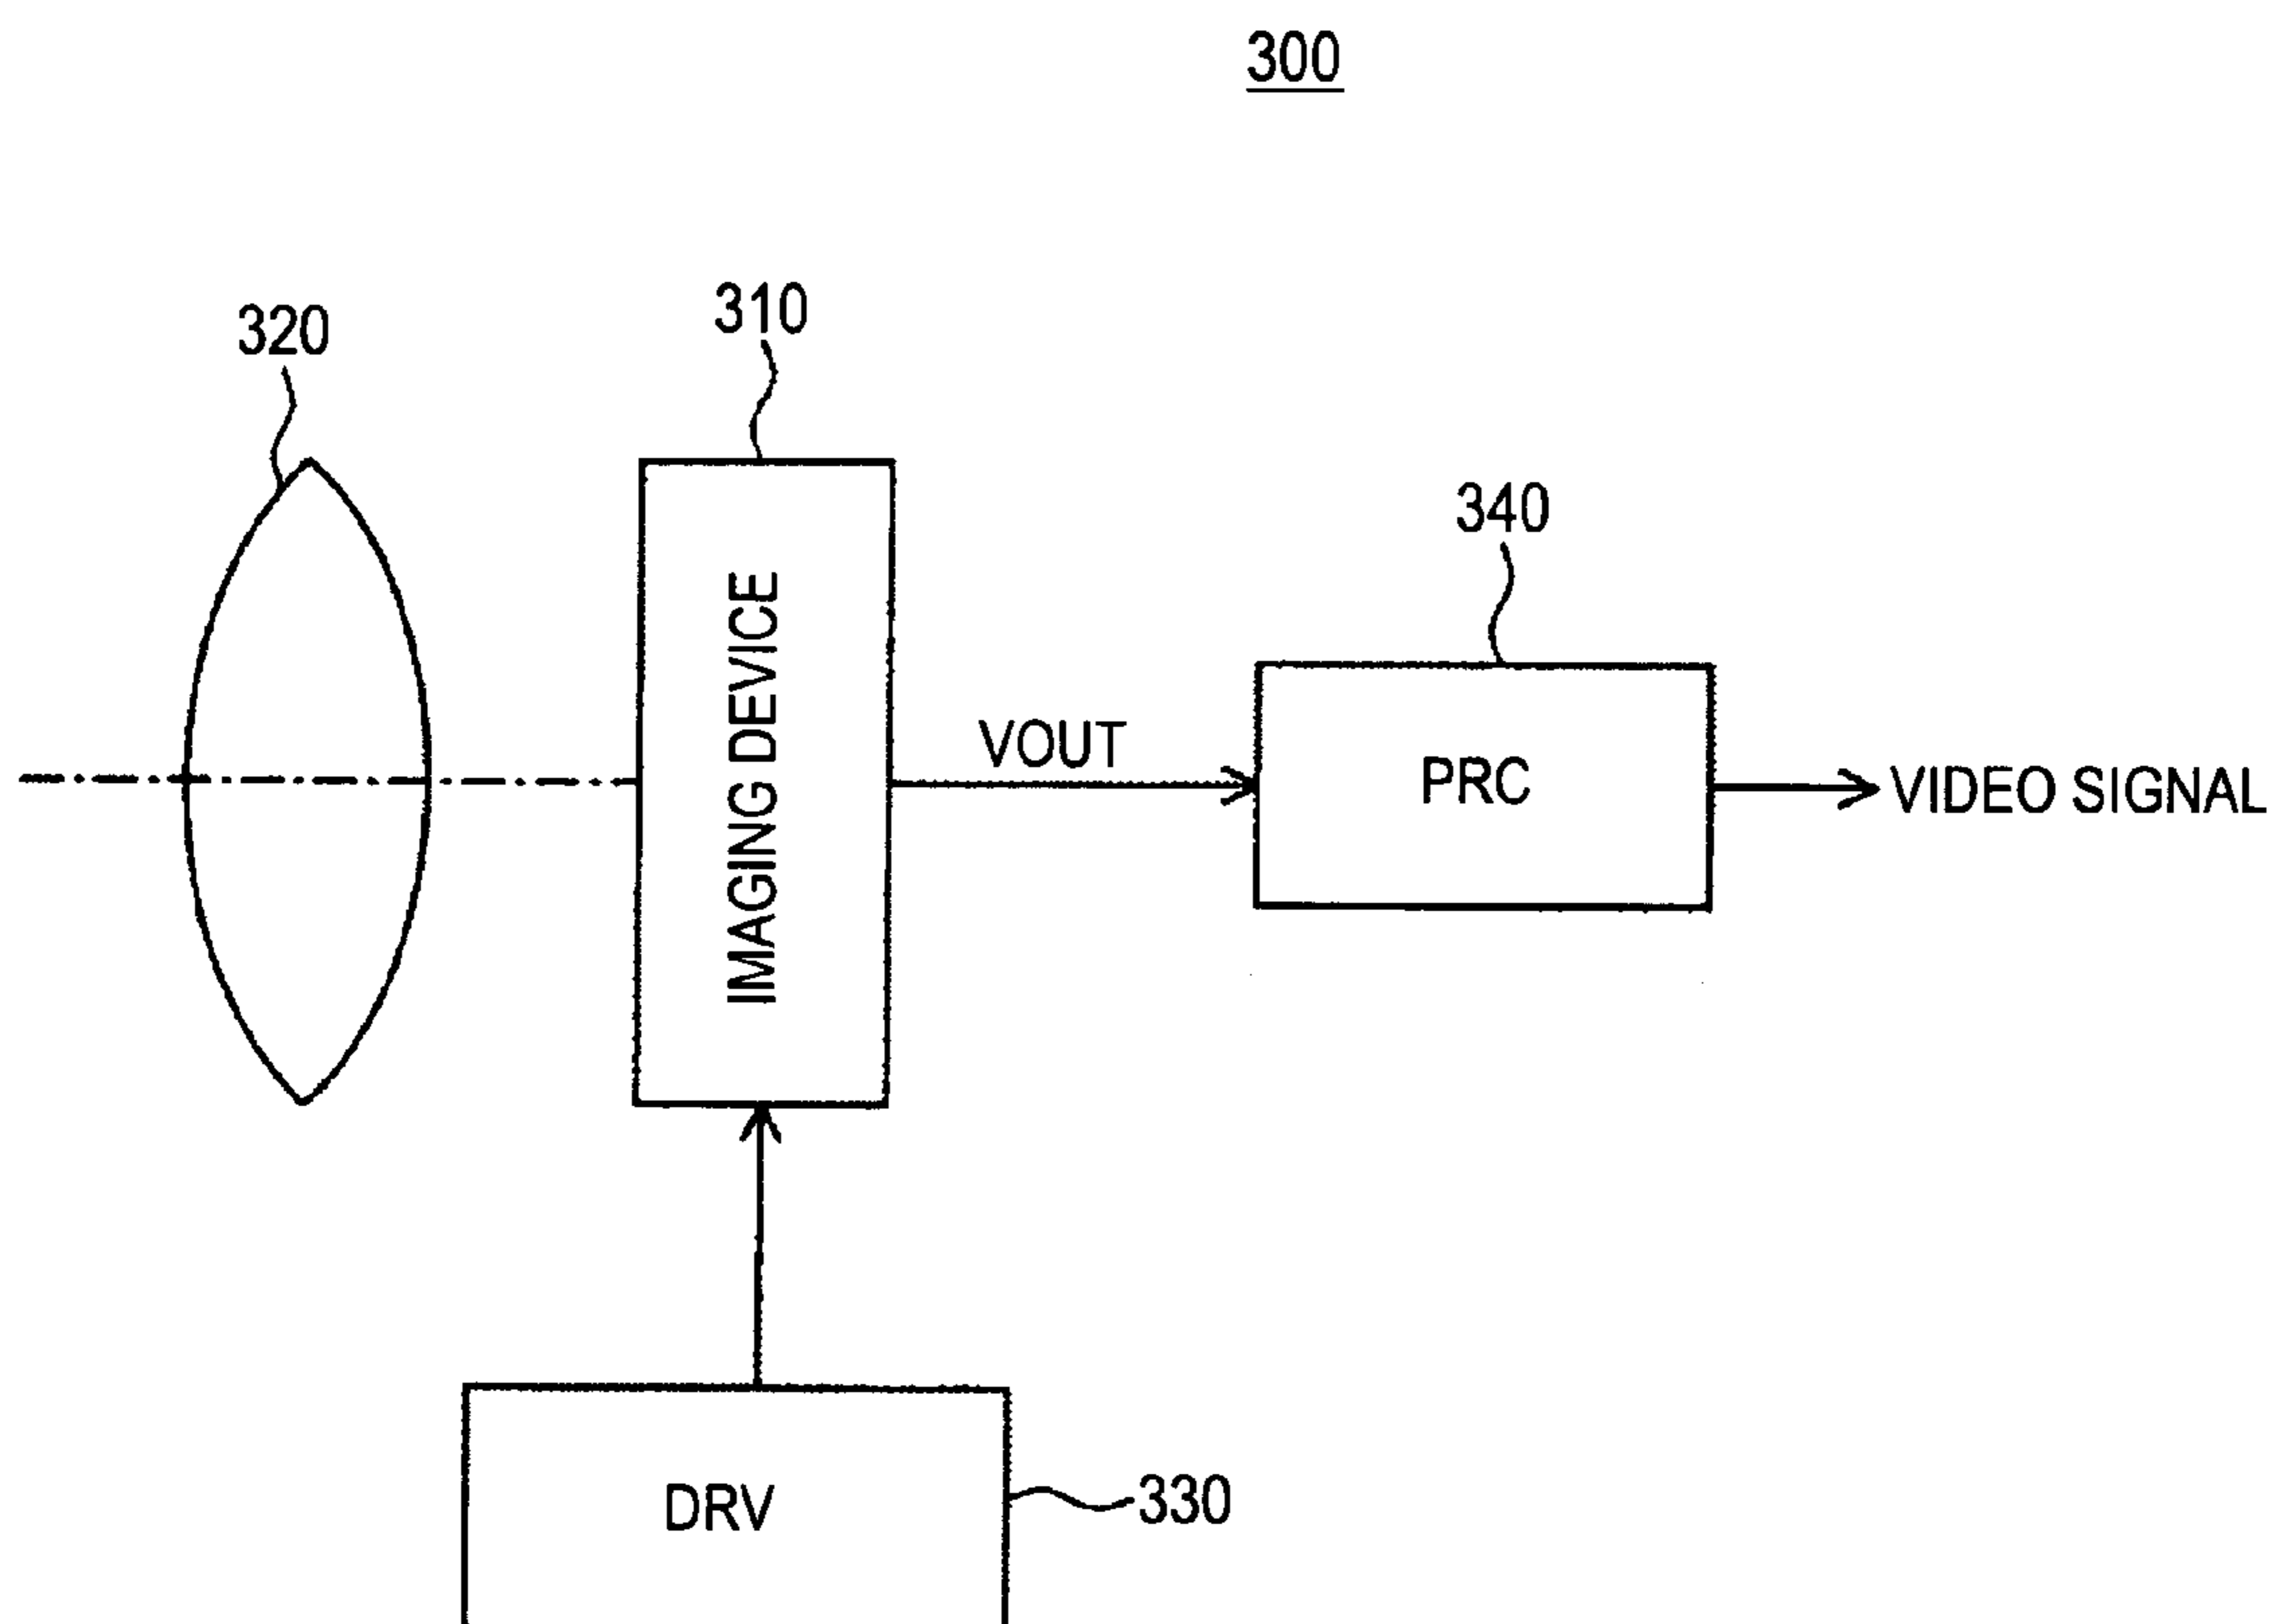 300
320
310
340
IMAGING DEVICE
VOUT
PRC
VIDEO SIGNAL
DRV
330